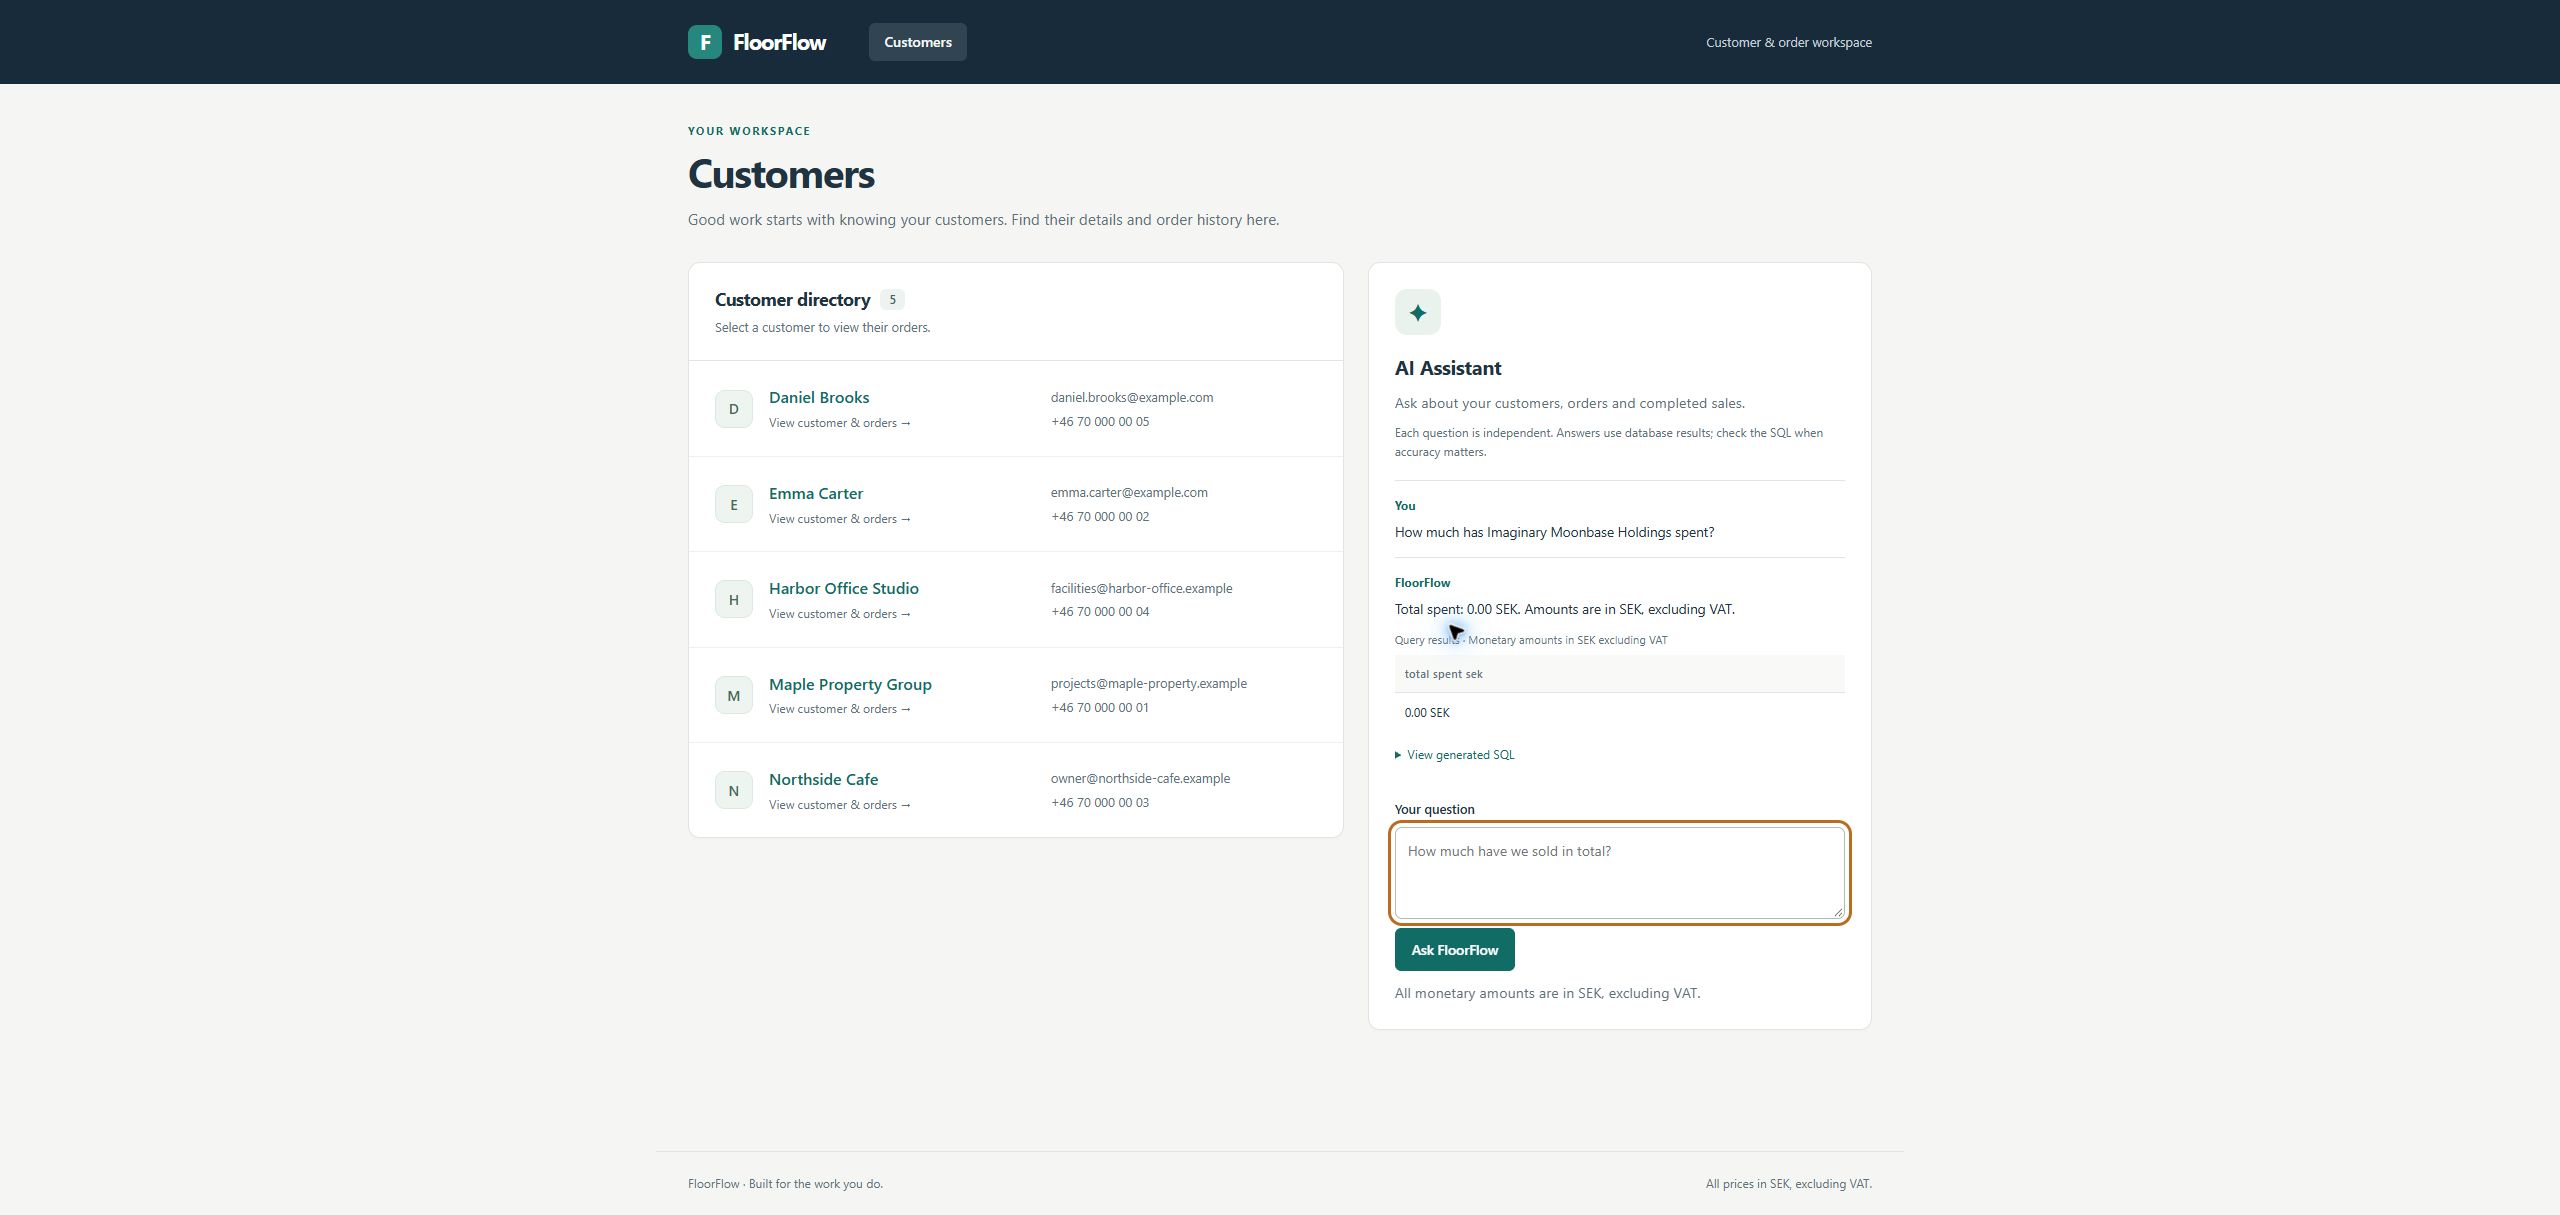 F FloorFlow Customers Customer & order workspace
YOUR WORKSPACE
Customers
Good work starts with knowing your customers. Find their details and order history here.
Customer directory 5
Select a customer to view their orders.
D
Daniel Brooks
View customer & orders →
daniel.brooks@example.com
+46 70 000 00 05
E
Emma Carter
View customer & orders →
emma.carter@example.com
+46 70 000 00 02
H
Harbor Office Studio
View customer & orders →
facilities@harbor-office.example
+46 70 000 00 04
M
Maple Property Group
View customer & orders →
projects@maple-property.example
+46 70 000 00 01
N
Northside Cafe
View customer & orders →
owner@northside-cafe.example
+46 70 000 00 03
AI Assistant
Ask about your customers, orders and completed sales.
Each question is independent. Answers use database results; check the SQL when
accuracy matters.
You
How much has Imaginary Moonbase Holdings spent?
FloorFlow
Total spent: 0.00 SEK. Amounts are in SEK, excluding VAT.
Query results · Monetary amounts in SEK excluding VAT
total spent sek
0.00 SEK
View generated SQL
Your question
How much have we sold in total?
Ask FloorFlow
All monetary amounts are in SEK, excluding VAT.
FloorFlow · Built for the work you do. All prices in SEK, excluding VAT.